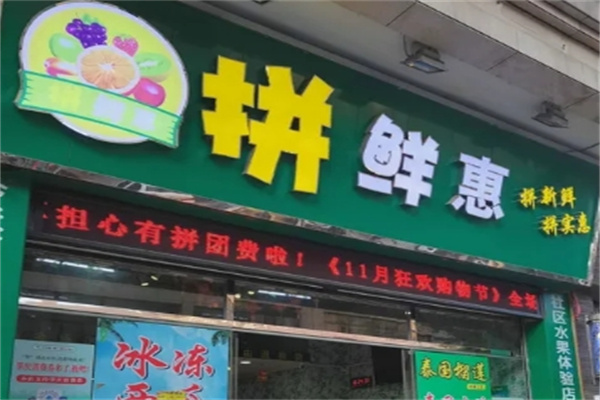 拼鲜惠
拼新鲜
拼实惠
担心有拼团费啦！《11月狂欢购物节》全场
社区水果体验店
冰冻
泰国榴莲